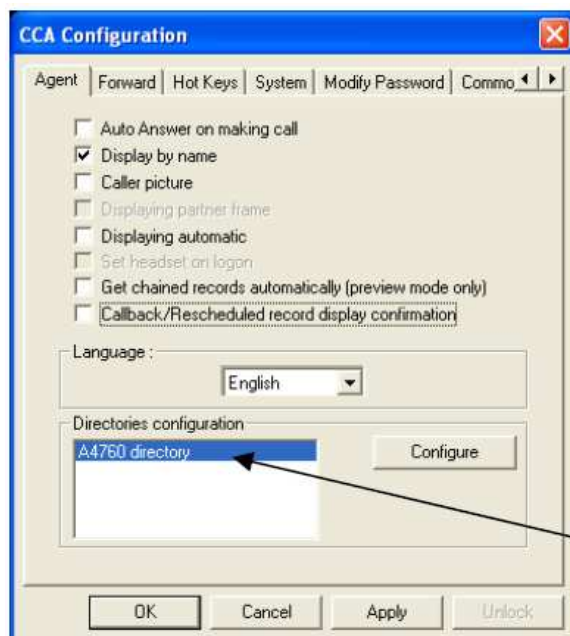 CCA Configuration
Agent Forward Hot Keys System Modify Password Commo
Auto Answer on making call
Display by name
Caller picture
Displaying partner frame
Displaying automatic
Set headset on logon
Get chained records automatically (preview mode only)
Callback/Rescheduled record display confirmation
Language :
English
Directories configuration
A4760 directory
Configure
OK Cancel Apply Unlock